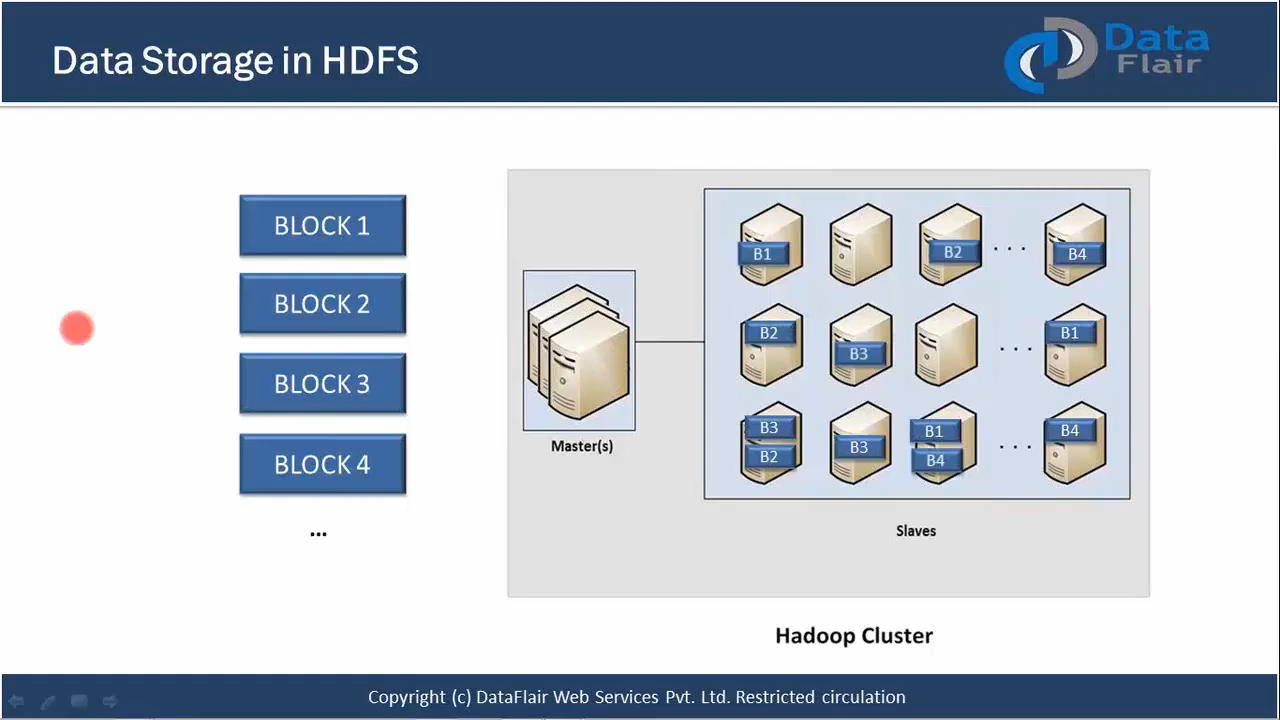 Data Storage in HDFS
Data
Flair
BLOCK 1
BLOCK 2
BLOCK 3
BLOCK 4
...
Master(s)
B1
B2
. . .
B4
B2
B3
. . .
B1
B3
B2
B3
B1
B4
. . .
B4
Slaves
Hadoop Cluster
Copyright (c) DataFlair Web Services Pvt. Ltd. Restricted circulation